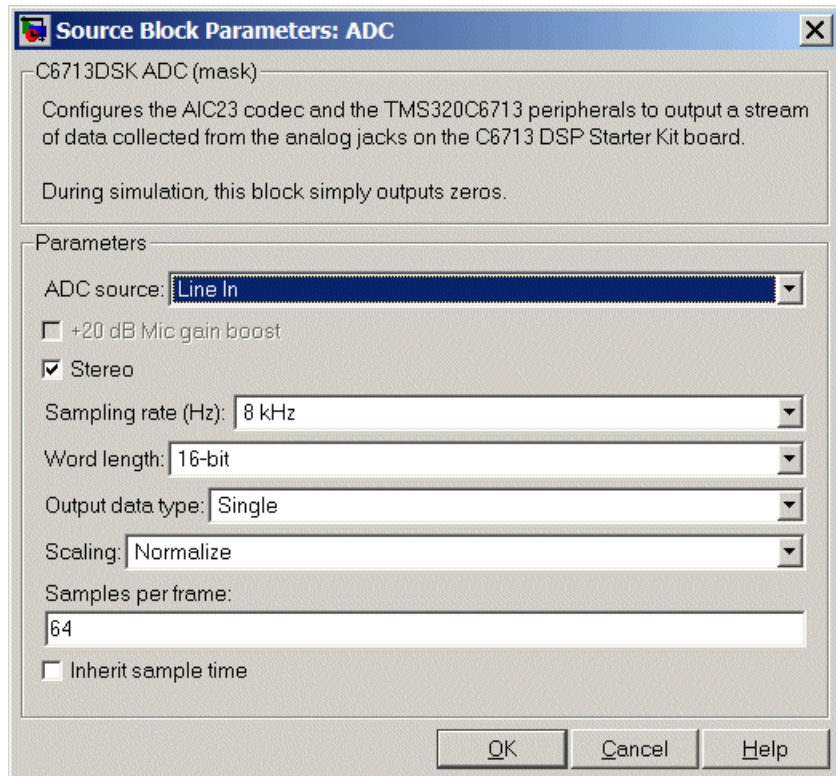 Source Block Parameters: ADC
C6713DSK ADC (mask)
Configures the AIC23 codec and the TMS320C6713 peripherals to output a stream
of data collected from the analog jacks on the C6713 DSP Starter Kit board.
During simulation, this block simply outputs zeros.
Parameters
ADC source: Line In
+20 dB Mic gain boost
Stereo
Sampling rate (Hz): 8 kHz
Word length: 16-bit
Output data type: Single
Scaling: Normalize
Samples per frame:
64
Inherit sample time
OK Cancel Help